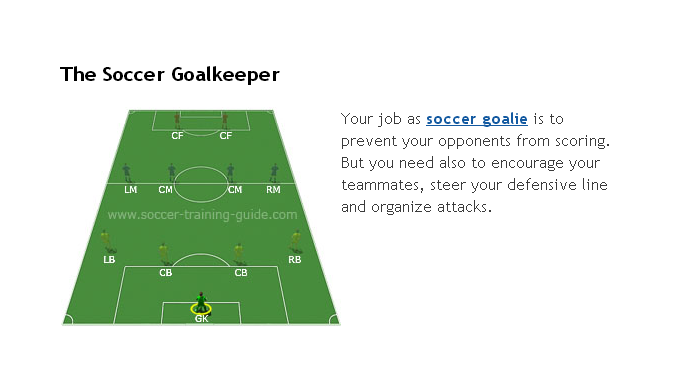 The Soccer Goalkeeper
Your job as soccer goalie is to
prevent your opponents from scoring.
But you need also to encourage your
teammates, steer your defensive line
and organize attacks.
CF CF
LM CM CM RM
www.soccer-training-guide.com
LB CB CB RB
GK